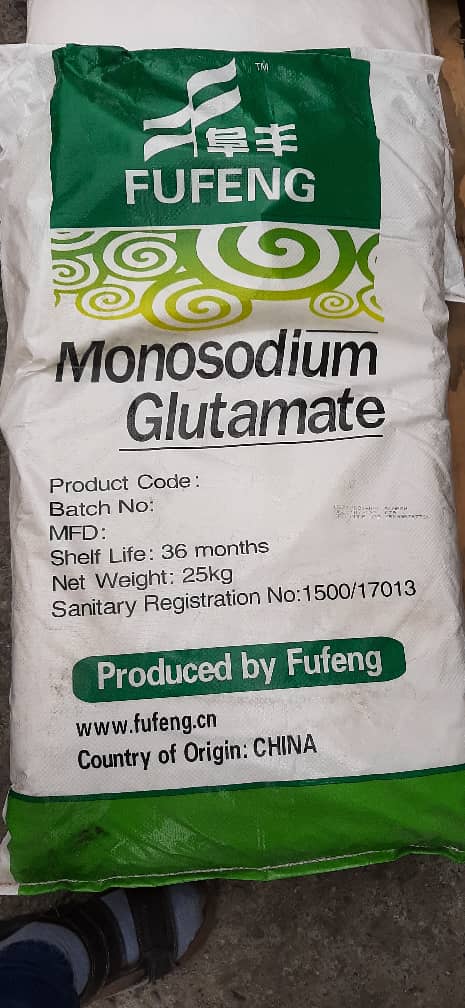 TM
阜丰
FUFENG
Monosodium
Glutamate
Product Code:
Batch No:
MFD:
Shelf Life: 36 months
Net Weight: 25kg
Sanitary Registration No:1500/17013
Produced by Fufeng
www.fufeng.cn
Country of Origin: CHINA